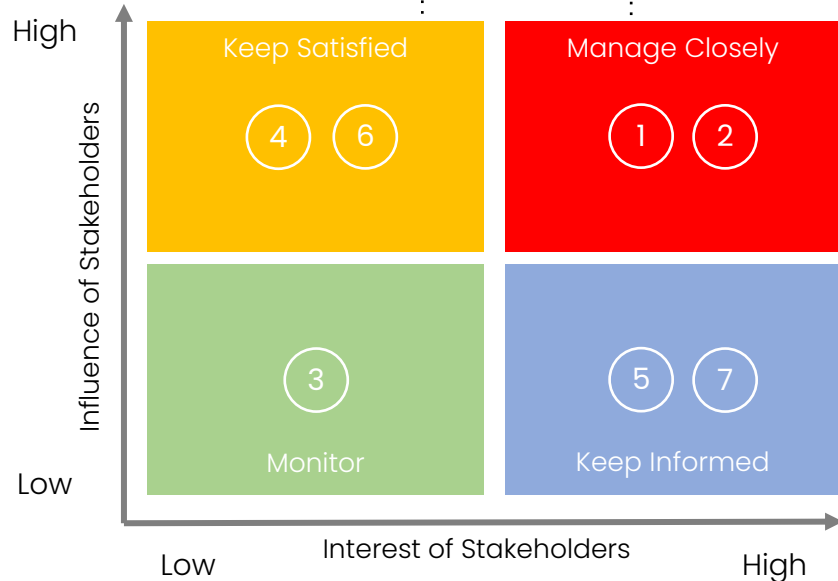 High
Keep Satisfied
Manage Closely
4 6
1 2
Influence of Stakeholders
3
5 7
Monitor
Keep Informed
Low
Interest of Stakeholders
Low
High